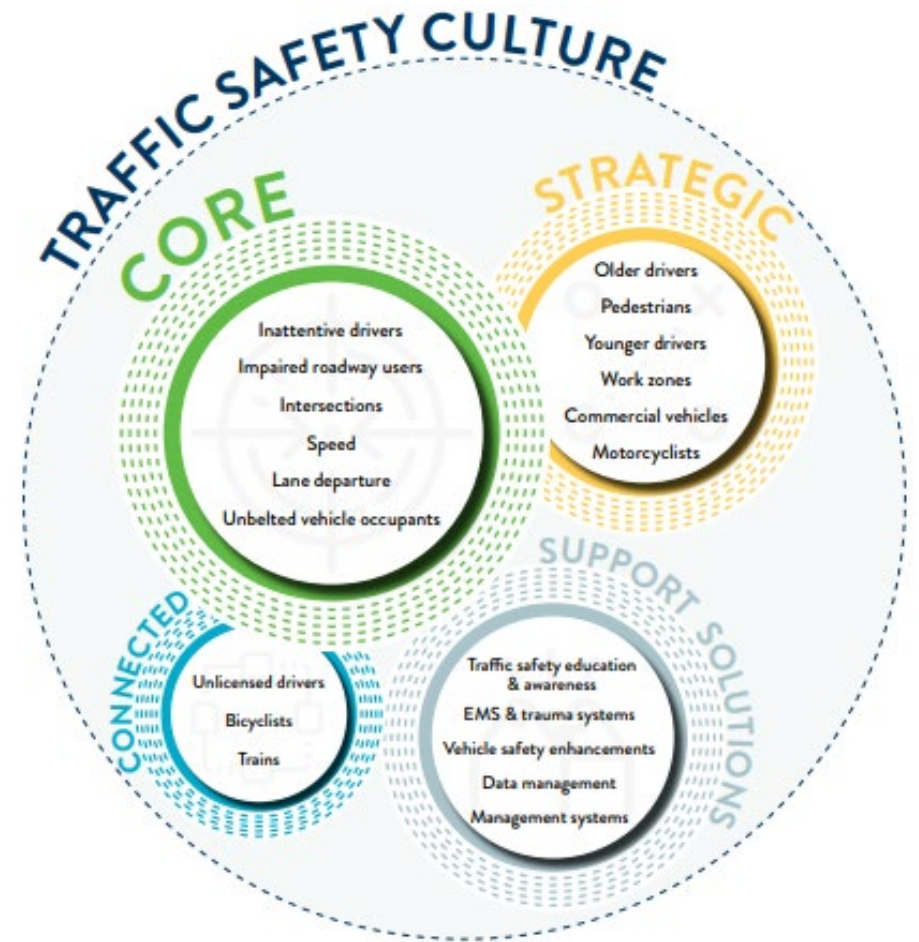 TRAFFIC SAFETY CULTURE
CORE
Inattentive drivers
Impaired roadway users
Intersections
Speed
Lane departure
Unbelted vehicle occupants
STRATEGIC
Older drivers
Pedestrians
Younger drivers
Work zones
Commercial vehicles
Motorcyclists
CONNECTED
Unlicensed drivers
Bicyclists
Trains
SUPPORT SOLUTIONS
Traffic safety education
& awareness
EMS & trauma systems
Vehicle safety enhancements
Data management
Management systems